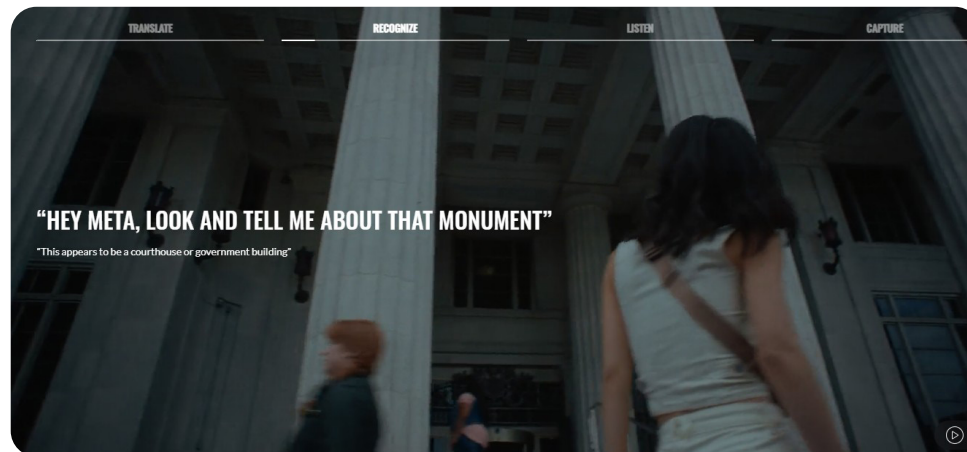 TRANSLATE
RECOGNIZE
LISTEN
CAPTURE
“HEY META, LOOK AND TELL ME ABOUT THAT MONUMENT”
"This appears to be a courthouse or government building"